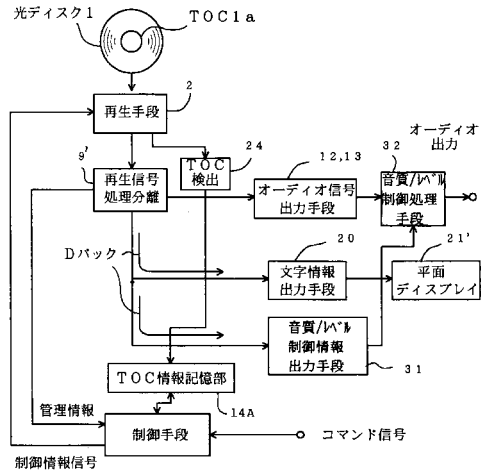 光ディスク1
TOC1a
2
再生手段
オーディオ
出力
9'
24
12,13
32
再生信号
処理分離
TOC
検出
オーディオ信号
出力手段
音質/レベル
制御処理
手段
Dパック
20
21'
文字情報
出力手段
平面
ディスプレイ
音質/レベル
制御情報
出力手段
31
TOC情報記憶部
14A
管理情報
制御手段
コマンド信号
制御情報信号